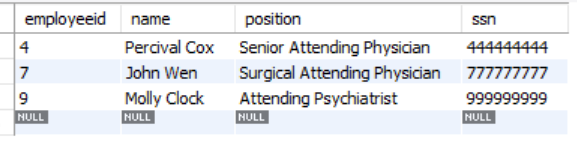 employeeid name position ssn
4 Percival Cox Senior Attending Physician 444444444
7 John Wen Surgical Attending Physician 777777777
9 Molly Clock Attending Psychiatrist 999999999
NULL NULL NULL NULL